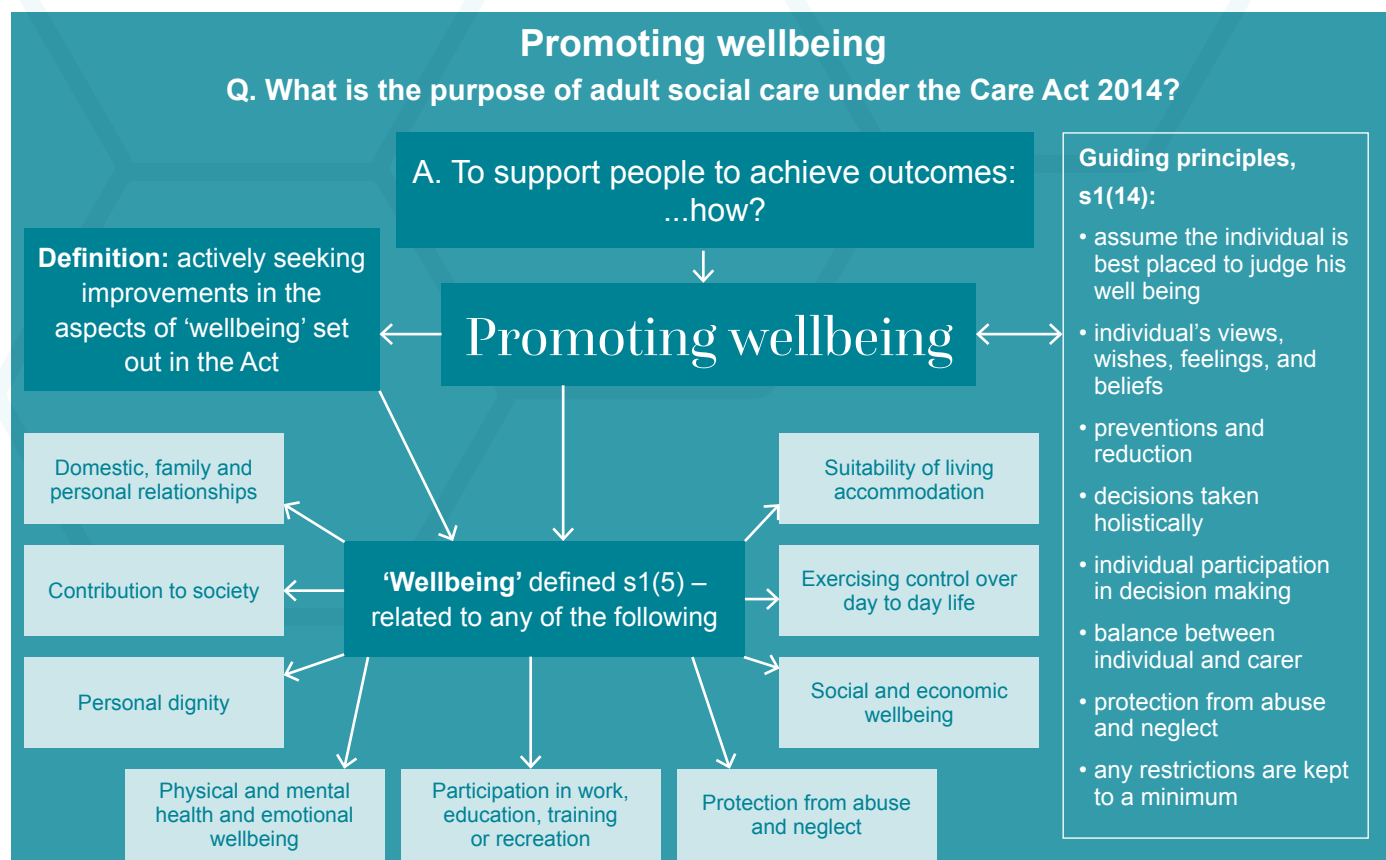 Promoting wellbeing
Q. What is the purpose of adult social care under the Care Act 2014?
A. To support people to achieve outcomes:
...how?
Definition: actively seeking
improvements in the
aspects of ‘wellbeing’ set
out in the Act
Promoting wellbeing
Guiding principles,
s1(14):
• assume the individual is
best placed to judge his
well being
• individual’s views,
wishes, feelings, and
beliefs
• preventions and
reduction
• decisions taken
holistically
• individual participation
in decision making
• balance between
individual and carer
• protection from abuse
and neglect
• any restrictions are kept
to a minimum
‘Wellbeing’ defined s1(5) –
related to any of the following
Domestic, family and
personal relationships
Contribution to society
Personal dignity
Physical and mental
health and emotional
wellbeing
Participation in work,
education, training
or recreation
Protection from abuse
and neglect
Suitability of living
accommodation
Exercising control over
day to day life
Social and economic
wellbeing